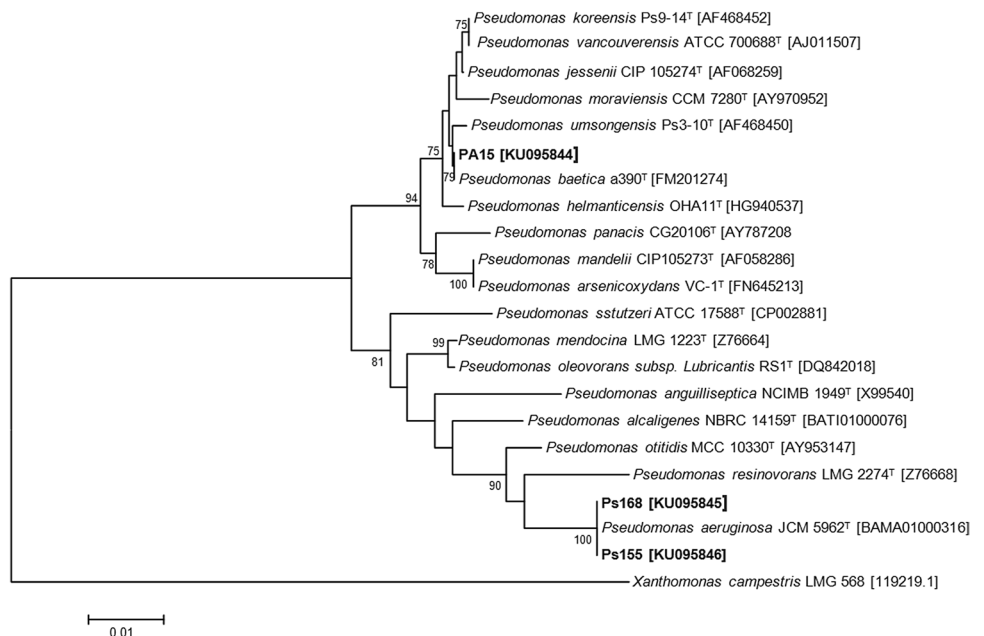 75
Pseudomonas koreensis Ps9-14ᵀ [AF468452]
Pseudomonas vancouverensis ATCC 700688ᵀ [AJ011507]
Pseudomonas jessenii CIP 105274ᵀ [AF068259]
Pseudomonas moraviensis CCM 7280ᵀ [AY970952]
Pseudomonas umsongensis Ps3-10ᵀ [AF468450]
75
PA15 [KU095844]
79
Pseudomonas baetica a390ᵀ [FM201274]
94
Pseudomonas helmanticensis OHA11ᵀ [HG940537]
Pseudomonas panacis CG20106ᵀ [AY787208
78
Pseudomonas mandelii CIP105273ᵀ [AF058286]
100
Pseudomonas arsenicoxydans VC-1ᵀ [FN645213]
Pseudomonas sstutzeri ATCC 17588ᵀ [CP002881]
99
Pseudomonas mendocina LMG 1223ᵀ [Z76664]
81
Pseudomonas oleovorans subsp. Lubricantis RS1ᵀ [DQ842018]
Pseudomonas anguilliseptica NCIMB 1949ᵀ [X99540]
Pseudomonas alcaligenes NBRC 14159ᵀ [BATI01000076]
Pseudomonas otitidis MCC 10330ᵀ [AY953147]
90
Pseudomonas resinovorans LMG 2274ᵀ [Z76668]
Ps168 [KU095845]
Pseudomonas aeruginosa JCM 5962ᵀ [BAMA01000316]
100
Ps155 [KU095846]
Xanthomonas campestris LMG 568 [119219.1]
0.01